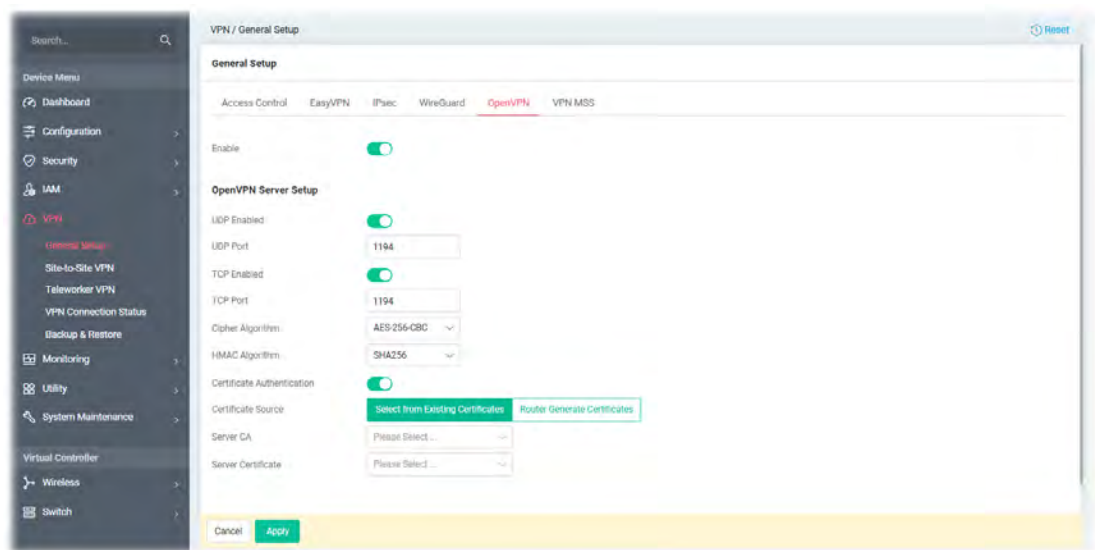 Search...
VPN / General Setup
Reset
General Setup
Device Menu
Access Control EasyVPN IPsec WireGuard OpenVPN VPN MSS
Dashboard
Configuration
Enable
Security
IAM
OpenVPN Server Setup
VPN
UDP Enabled
General Setup
UDP Port 1194
Site-to-Site VPN
TCP Enabled
Teleworker VPN
TCP Port 1194
VPN Connection Status
Cipher Algorithm AES-256-CBC
Backup & Restore
HMAC Algorithm SHA256
Monitoring
Certificate Authentication
Utility
Certificate Source Select from Existing Certificates Router Generate Certificates
System Maintenance
Server CA Please Select ...
Virtual Controller
Server Certificate Please Select ...
Wireless
Switch
Cancel Apply